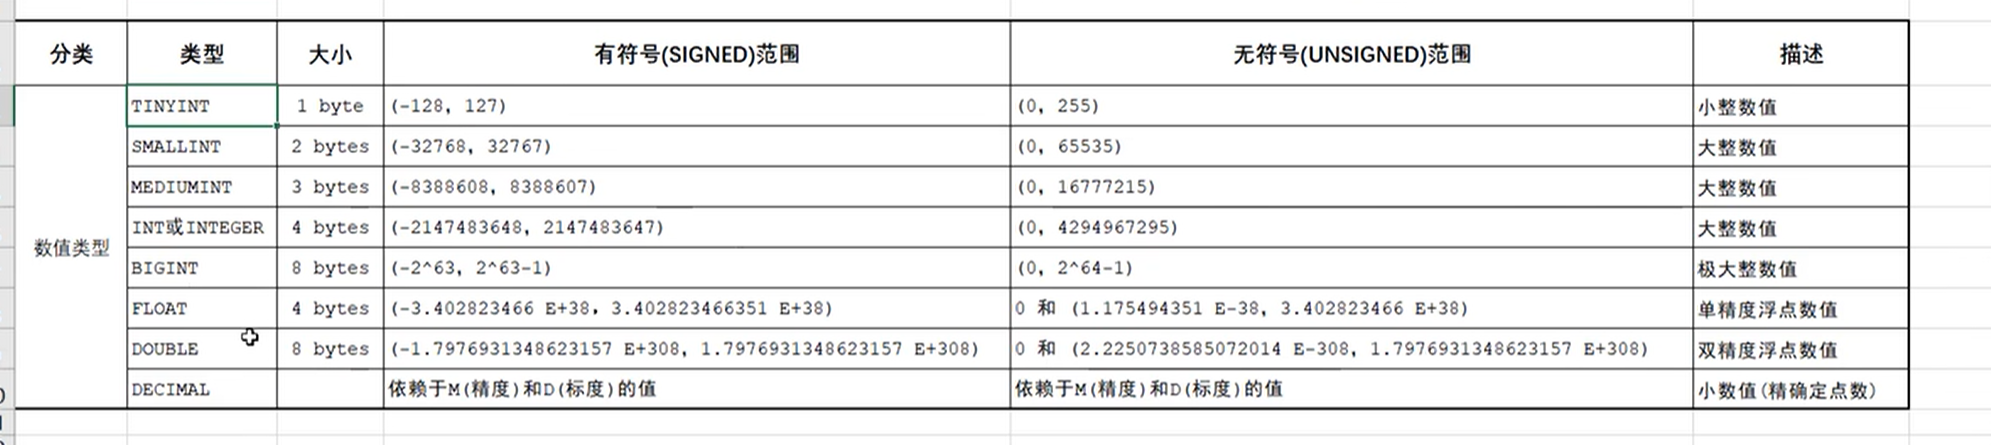 分类 类型 大小 有符号(SIGNED)范围 无符号(UNSIGNED)范围 描述
数值类型
TINYINT 1 byte (-128, 127) (0, 255) 小整数值
SMALLINT 2 bytes (-32768, 32767) (0, 65535) 大整数值
MEDIUMINT 3 bytes (-8388608, 8388607) (0, 16777215) 大整数值
INT或INTEGER 4 bytes (-2147483648, 2147483647) (0, 4294967295) 大整数值
BIGINT 8 bytes (-2^63, 2^63-1) (0, 2^64-1) 极大整数值
FLOAT 4 bytes (-3.402823466 E+38, 3.402823466351 E+38) 0 和 (1.175494351 E-38, 3.402823466 E+38) 单精度浮点数值
DOUBLE 8 bytes (-1.7976931348623157 E+308, 1.7976931348623157 E+308) 0 和 (2.2250738585072014 E-308, 1.7976931348623157 E+308) 双精度浮点数值
DECIMAL 依赖于M(精度)和D(标度)的值 依赖于M(精度)和D(标度)的值 小数值(精确定点数)